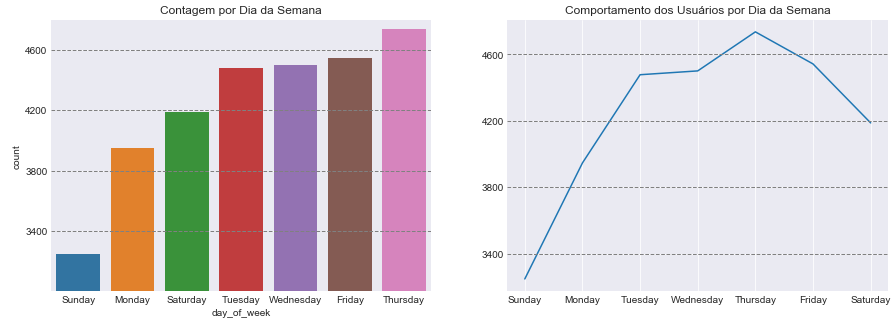 Contagem por Dia da Semana
4600
4200
3800
3400
count
Sunday Monday Saturday Tuesday Wednesday Friday Thursday
day_of_week
Comportamento dos Usuários por Dia da Semana
4600
4200
3800
3400
Sunday Monday Tuesday Wednesday Thursday Friday Saturday